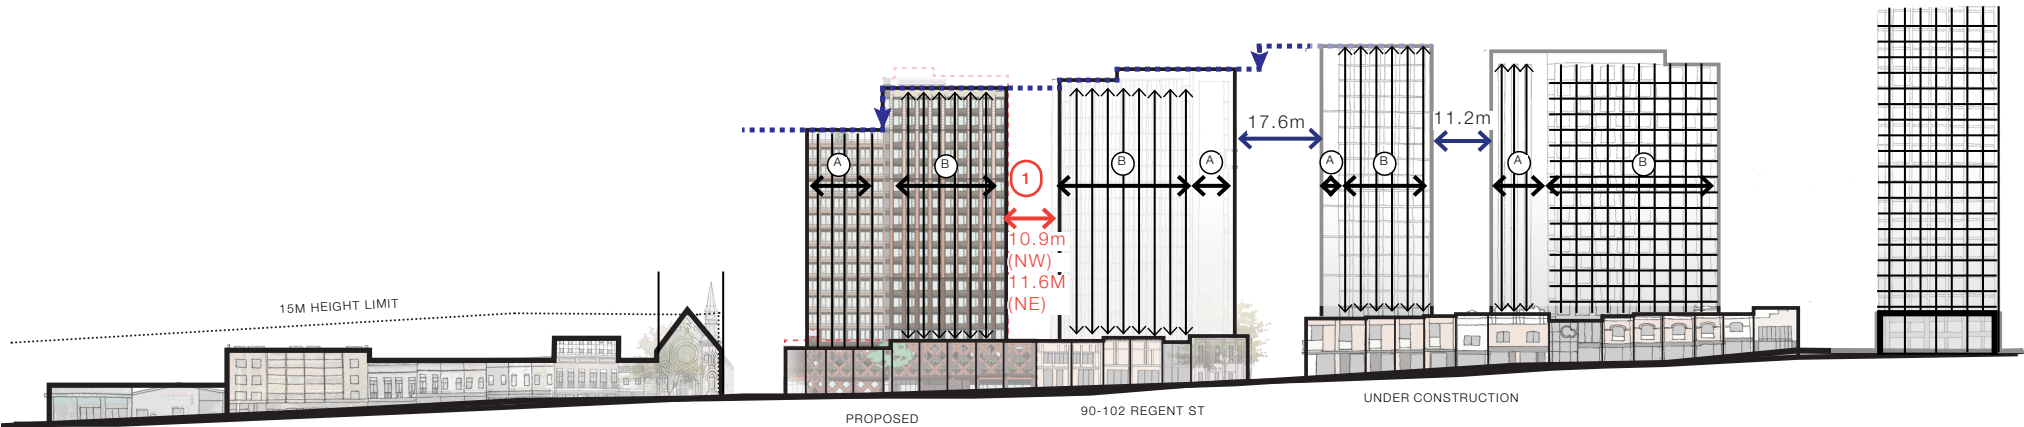 15M HEIGHT LIMIT
A
B
1
10.9m
(NW)
11.6M
(NE)
B
A
17.6m
A
B
11.2m
A
B
PROPOSED
90-102 REGENT ST
UNDER CONSTRUCTION